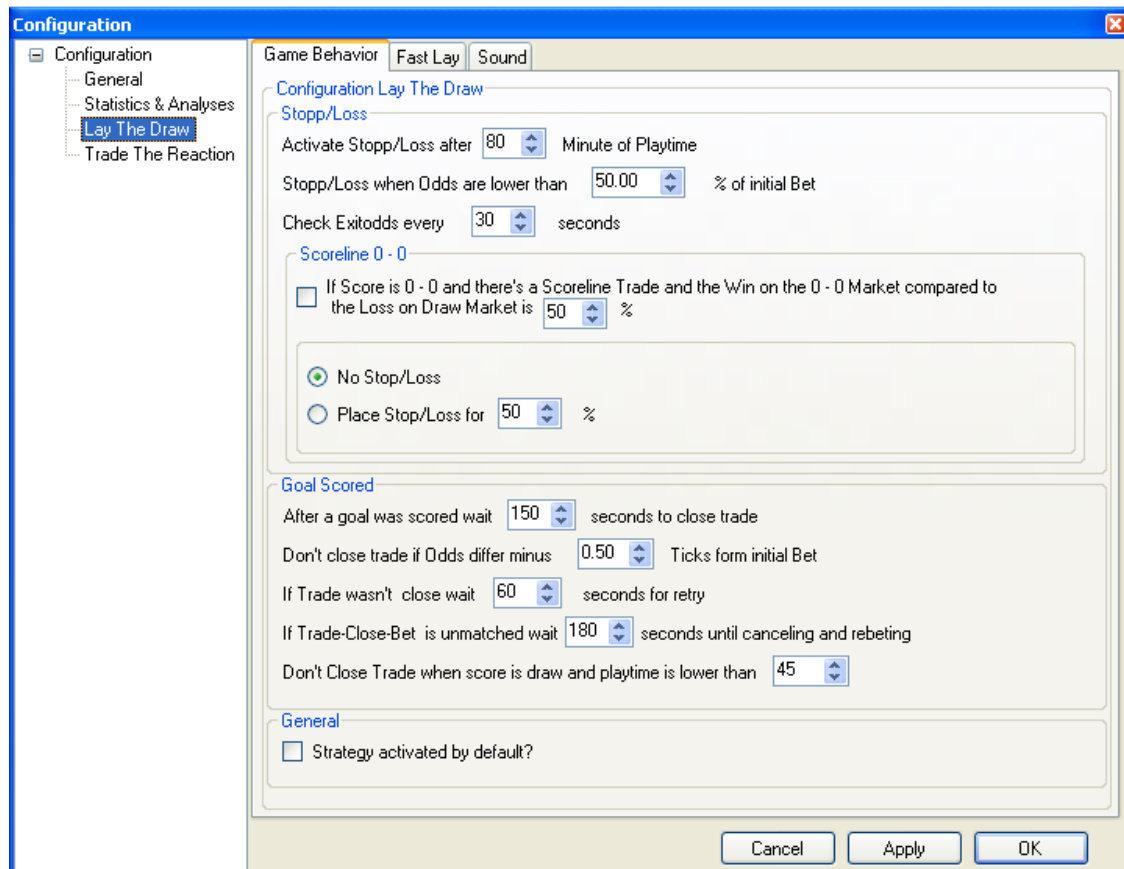 Configuration
Configuration
General
Statistics & Analyses
Lay The Draw
Trade The Reaction
Game Behavior Fast Lay Sound
Configuration Lay The Draw
Stopp/Loss
Activate Stopp/Loss after 80 Minute of Playtime
Stopp/Loss when Odds are lower than 50.00 % of initial Bet
Check Exitodds every 30 seconds
Scoreline 0 - 0
If Score is 0 - 0 and there's a Scoreline Trade and the Win on the 0 - 0 Market compared to
the Loss on Draw Market is 50 %
No Stop/Loss
Place Stop/Loss for 50 %
Goal Scored
After a goal was scored wait 150 seconds to close trade
Don't close trade if Odds differ minus 0.50 Ticks form initial Bet
If Trade wasn't close wait 60 seconds for retry
If Trade-Close-Bet is unmatched wait 180 seconds until canceling and rebeting
Don't Close Trade when score is draw and playtime is lower than 45
General
Strategy activated by default?
Cancel Apply OK